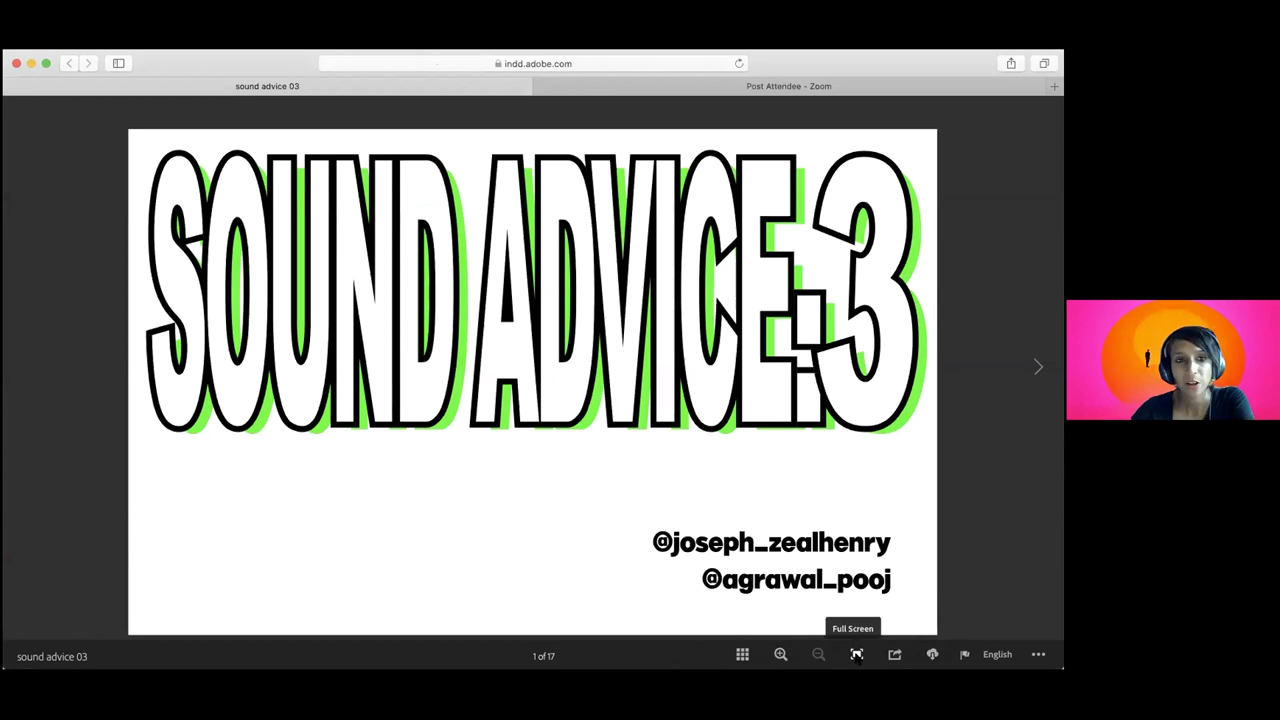 indd.adobe.com
sound advice 03
Post Attendee - Zoom
SOUND ADVICE:3
@joseph_zealhenry
@agrawal_pooj
Full Screen
sound advice 03
1 of 17
English